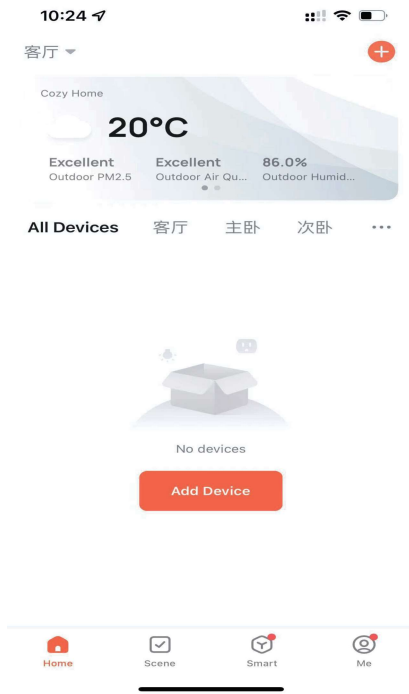 10:24
客厅
Cozy Home
20°C
Excellent Excellent 86.0%
Outdoor PM2.5 Outdoor Air Qu... Outdoor Humid...
All Devices 客厅 主卧 次卧 ...
No devices
Add Device
Home Scene Smart Me